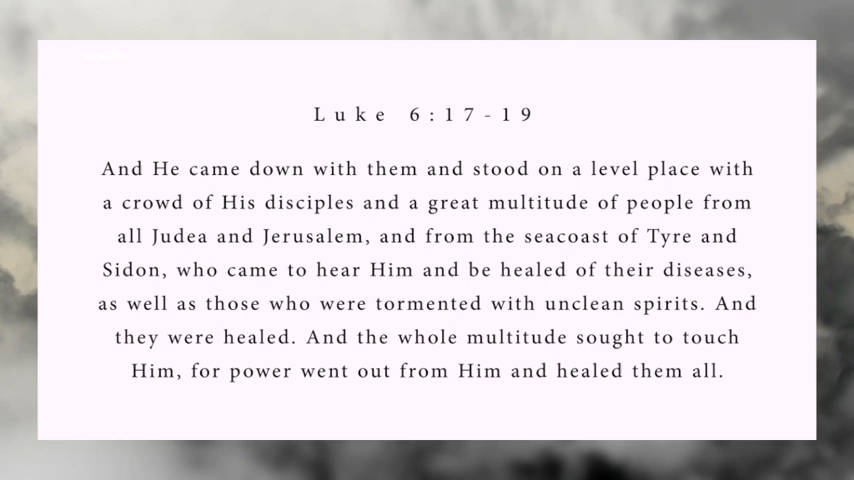 Luke 6:17-19
And He came down with them and stood on a level place with
a crowd of His disciples and a great multitude of people from
all Judea and Jerusalem, and from the seacoast of Tyre and
Sidon, who came to hear Him and be healed of their diseases,
as well as those who were tormented with unclean spirits. And
they were healed. And the whole multitude sought to touch
Him, for power went out from Him and healed them all.